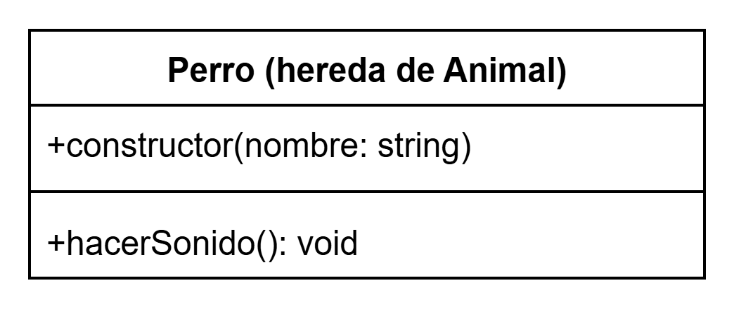 Perro (hereda de Animal)
+constructor(nombre: string)
+hacerSonido(): void